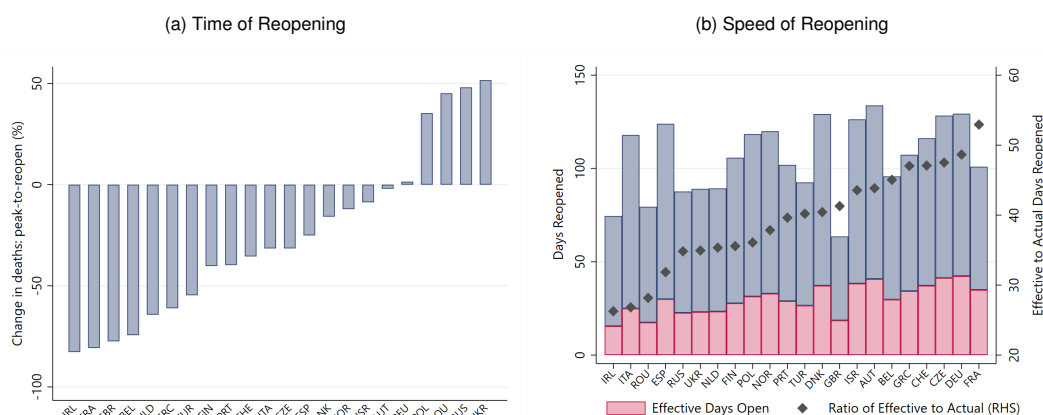 (a) Time of Reopening
Change in deaths: peak-to-reopen (%)
50
0
-50
-100
(b) Speed of Reopening
Days Reopened
150
100
50
0
60
50
40
30
20
Effective to Actual Days Reopened
IRL ITA ROU ESP RUS UKR NLD FIN POL NOR PRT TUR DNK GBR ISR AUT BEL GRC CHE CZE DEU FRA
Effective Days Open
Ratio of Effective to Actual (RHS)